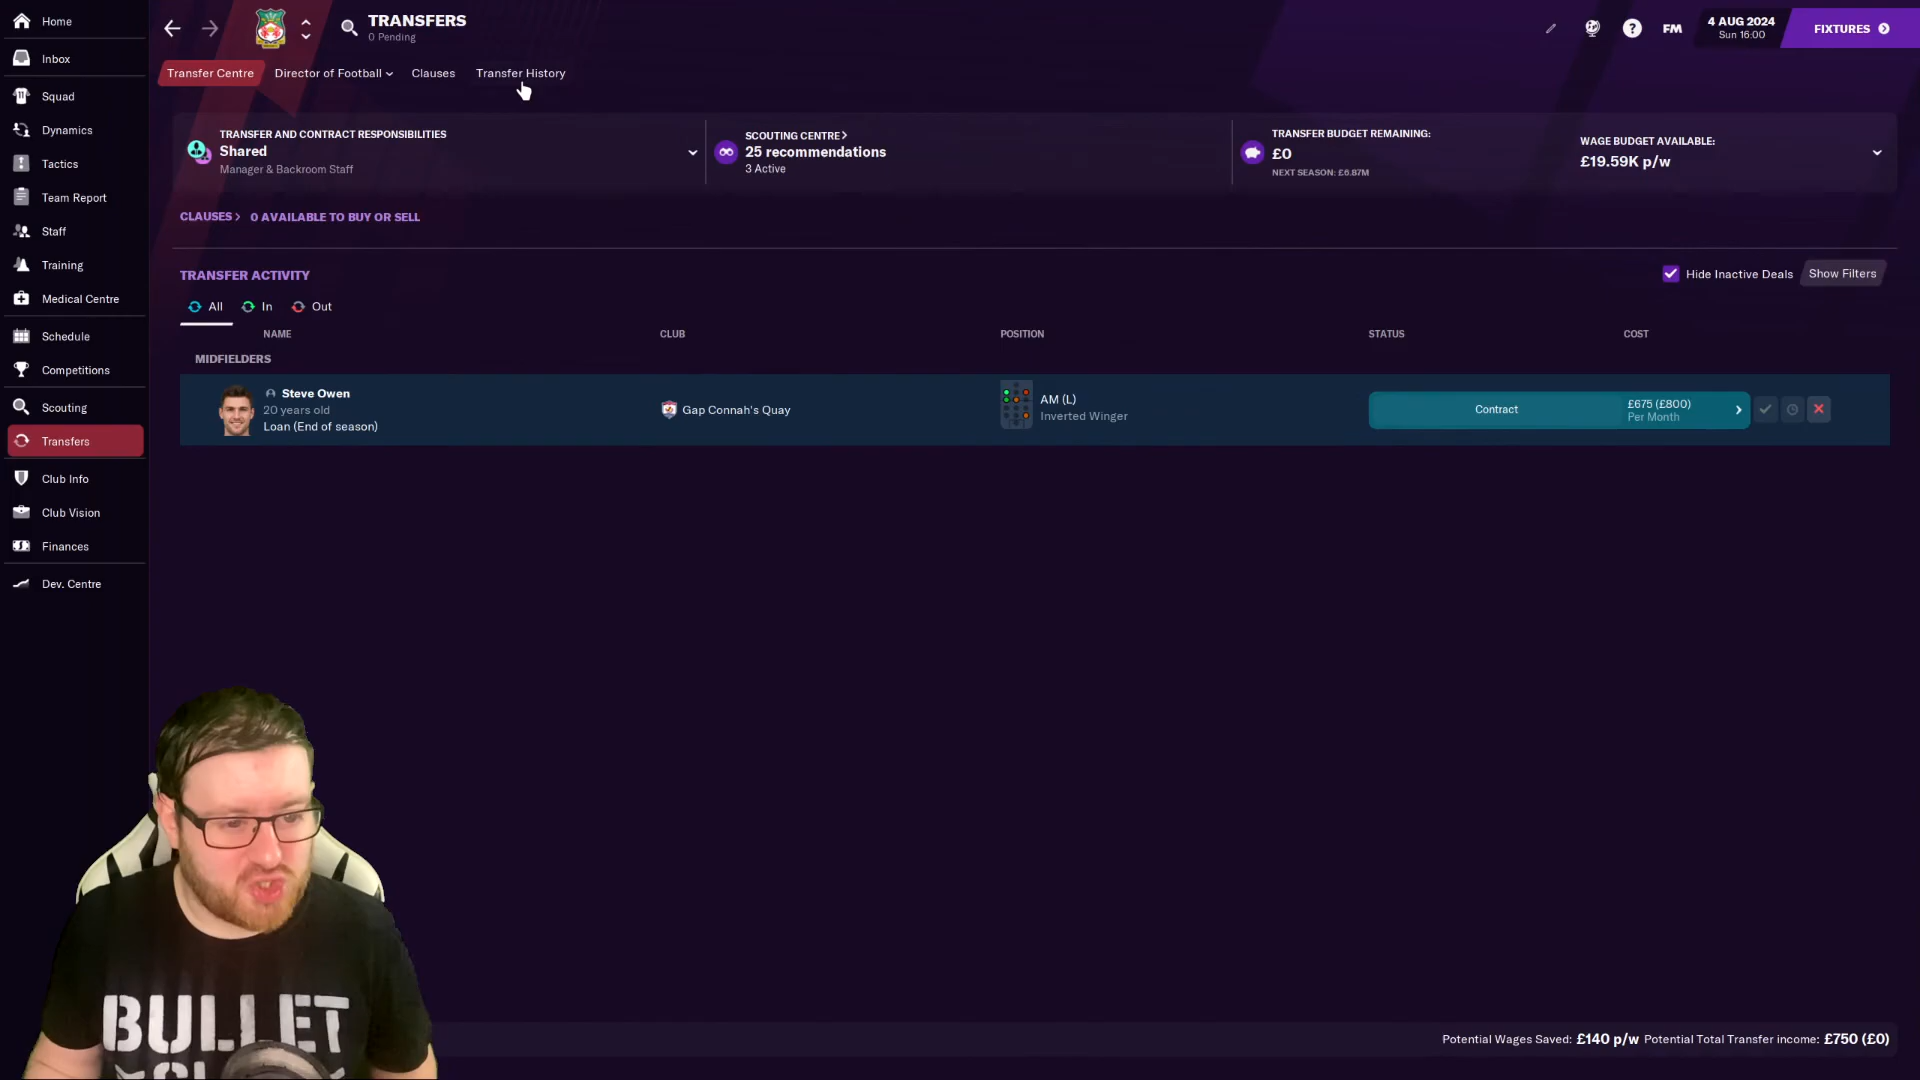 Home
Inbox
Squad
Dynamics
Tactics
Team Report
Staff
Training
Medical Centre
Schedule
Competitions
Scouting
Transfers
Club Info
Club Vision
Finances
Dev. Centre
TRANSFERS
0 Pending
FM
4 AUG 2024
Sun 16:00
FIXTURES
Transfer Centre
Director of Football
Clauses
Transfer History
TRANSFER AND CONTRACT RESPONSIBILITIES
Shared
Manager & Backroom Staff
SCOUTING CENTRE>
25 recommendations
3 Active
TRANSFER BUDGET REMAINING:
£0
NEXT SEASON: £6.87M
WAGE BUDGET AVAILABLE:
£19.59K p/w
CLAUSES> 0 AVAILABLE TO BUY OR SELL
TRANSFER ACTIVITY
Hide Inactive Deals
Show Filters
All In Out
NAME CLUB POSITION STATUS COST
MIDFIELDERS
Steve Owen
20 years old
Loan (End of season)
Gap Connah's Quay
AM (L)
Inverted Winger
Contract
£675 (£800)
Per Month
Potential Wages Saved: £140 p/w Potential Total Transfer income: £750 (£0)
BULLET